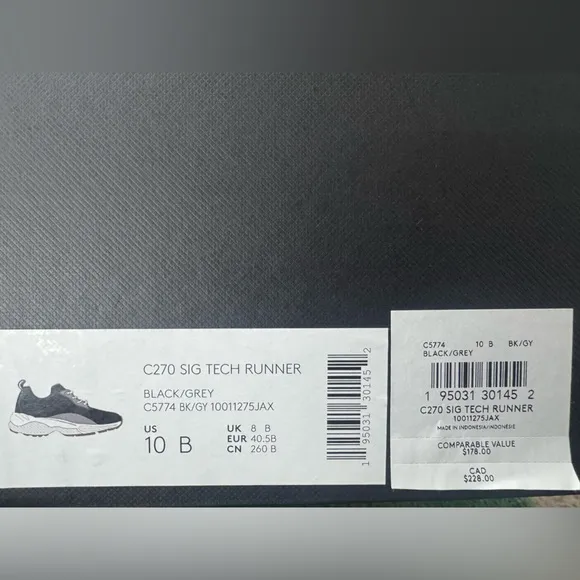 C270 SIG TECH RUNNER
BLACK/GREY
C5774 BK/GY 10011275JAX
US
10 B
UK 8 B
EUR 40.5B
CN 260 B
1 95031 30145 2
C5774 10 B BK/GY
BLACK/GREY
1 95031 30145 2
C270 SIG TECH RUNNER
10011275JAX
MADE IN INDONESIA/INDONÉSIE
COMPARABLE VALUE
$178.00
CAD
$228.00